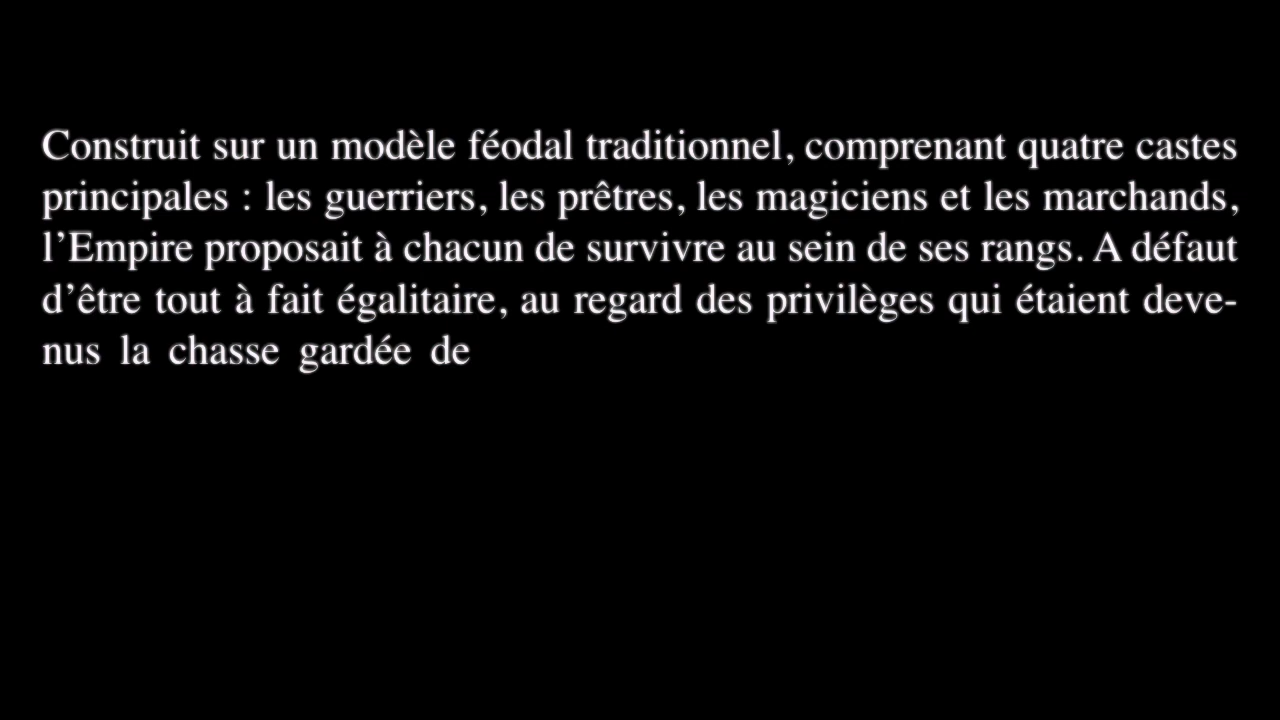 Construit sur un modèle féodal traditionnel, comprenant quatre castes
principales : les guerriers, les prêtres, les magiciens et les marchands,
l’Empire proposait à chacun de survivre au sein de ses rangs. A défaut
d’être tout à fait égalitaire, au regard des privilèges qui étaient deve-
nus la chasse gardée de